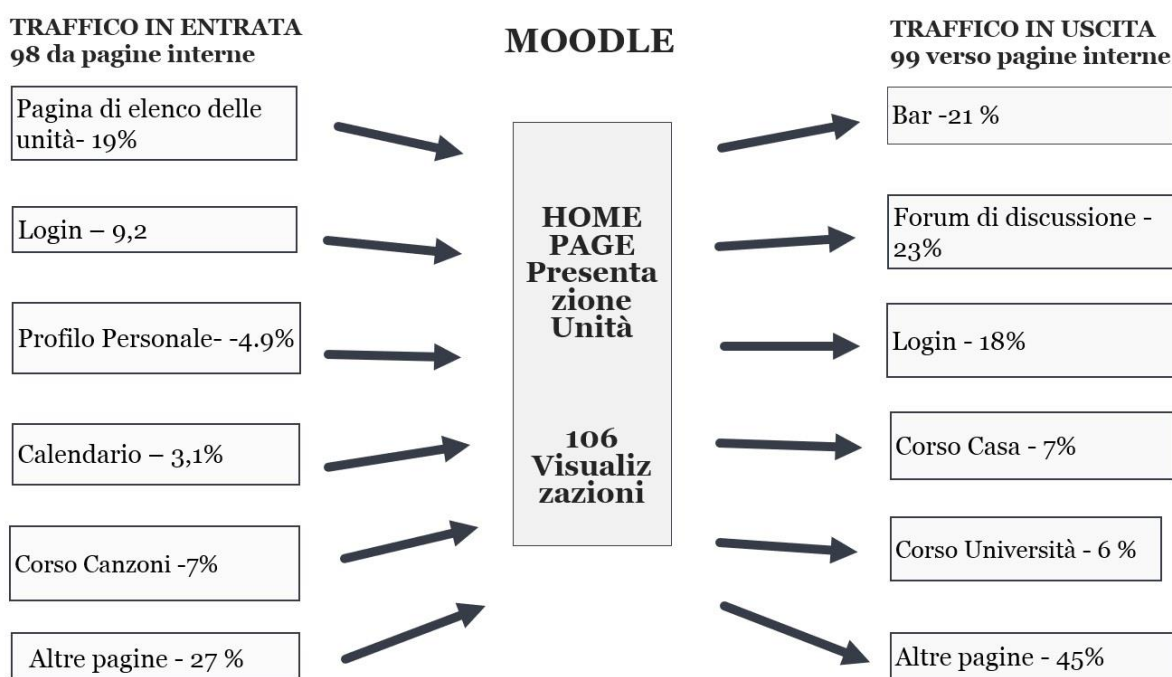 TRAFFICO IN ENTRATA
98 da pagine interne
Pagina di elenco delle
unità- 19%
Login – 9,2
Profilo Personale- -4.9%
Calendario – 3,1%
Corso Canzoni -7%
Altre pagine - 27 %
MOODLE
HOME
PAGE
Presenta
zione
Unità
106
Visualiz
zazioni
TRAFFICO IN USCITA
99 verso pagine interne
Bar -21 %
Forum di discussione -
23%
Login - 18%
Corso Casa - 7%
Corso Università - 6 %
Altre pagine - 45%